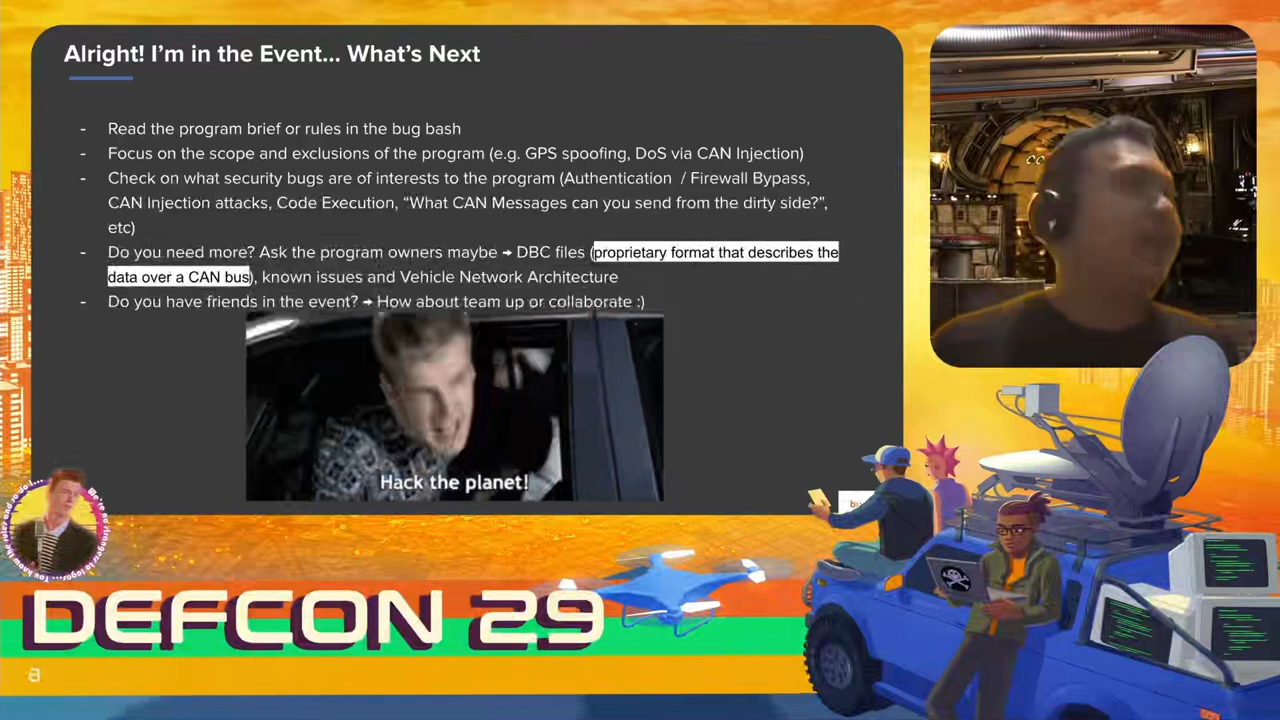 Alright! I'm in the Event... What's Next
- Read the program brief or rules in the bug bash
- Focus on the scope and exclusions of the program (e.g. GPS spoofing, DoS via CAN Injection)
- Check on what security bugs are of interests to the program (Authentication / Firewall Bypass,
CAN Injection attacks, Code Execution, “What CAN Messages can you send from the dirty side?”,
etc)
- Do you need more? Ask the program owners maybe → DBC files (proprietary format that describes the
data over a CAN bus), known issues and Vehicle Network Architecture
- Do you have friends in the event? → How about team up or collaborate :)
Hack the planet!
DEFCON 29
a